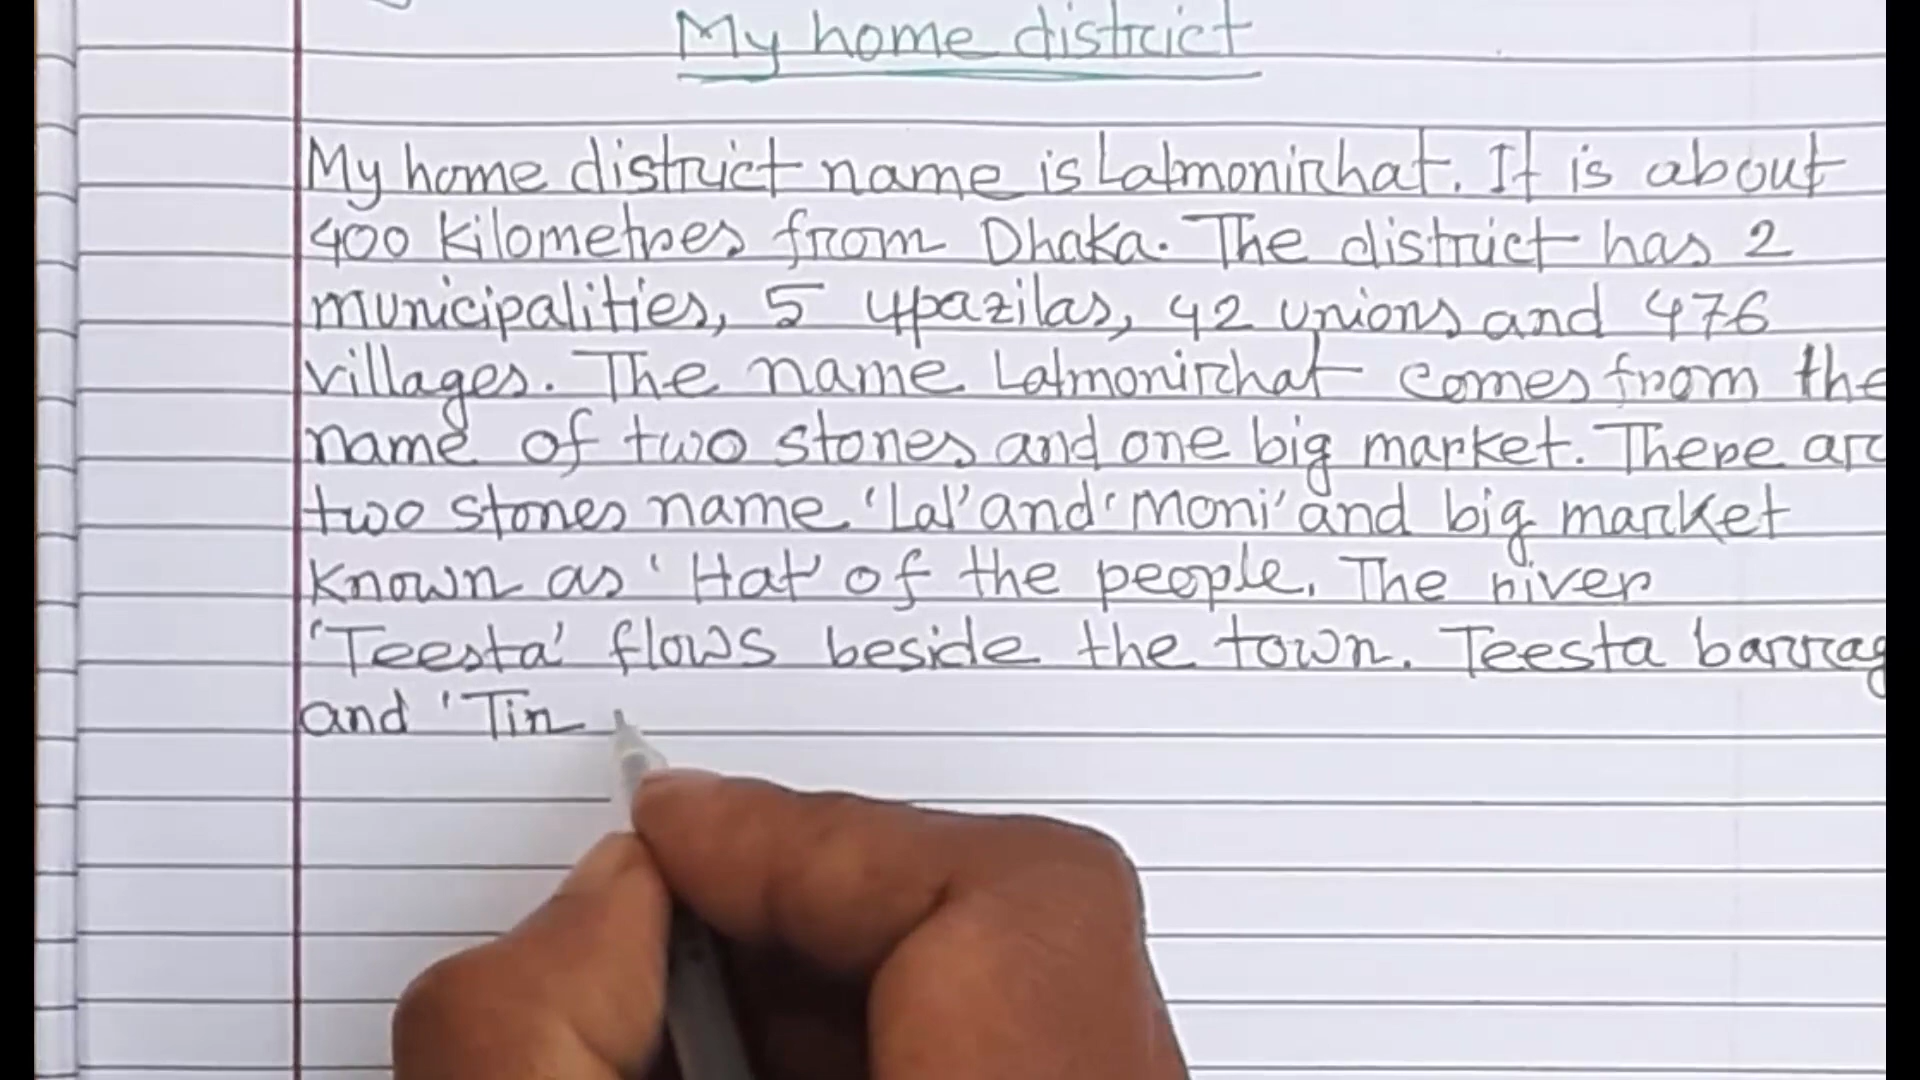 My home district
My home district name is Lalmonirhat. It is about
400 kilometres from Dhaka. The district has 2
municipalities, 5 upazilas, 42 unions and 476
villages. The name Lalmonirhat comes from the
name of two stones and one big market. There are
two stones name 'Lal' and 'Moni' and big market
known as 'Hat' of the people. The river
'Teesta' flows beside the town. Teesta barrag
and 'Tin